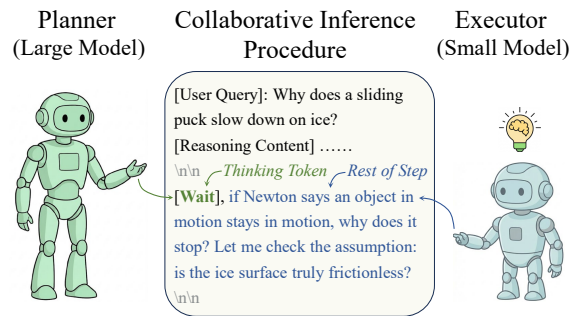 Planner
(Large Model)
Collaborative Inference
Procedure
Executor
(Small Model)
[User Query]: Why does a sliding
puck slow down on ice?
[Reasoning Content] ……
\n\n
Thinking Token
Rest of Step
[Wait], if Newton says an object in
motion stays in motion, why does it
stop? Let me check the assumption:
is the ice surface truly frictionless?
\n\n